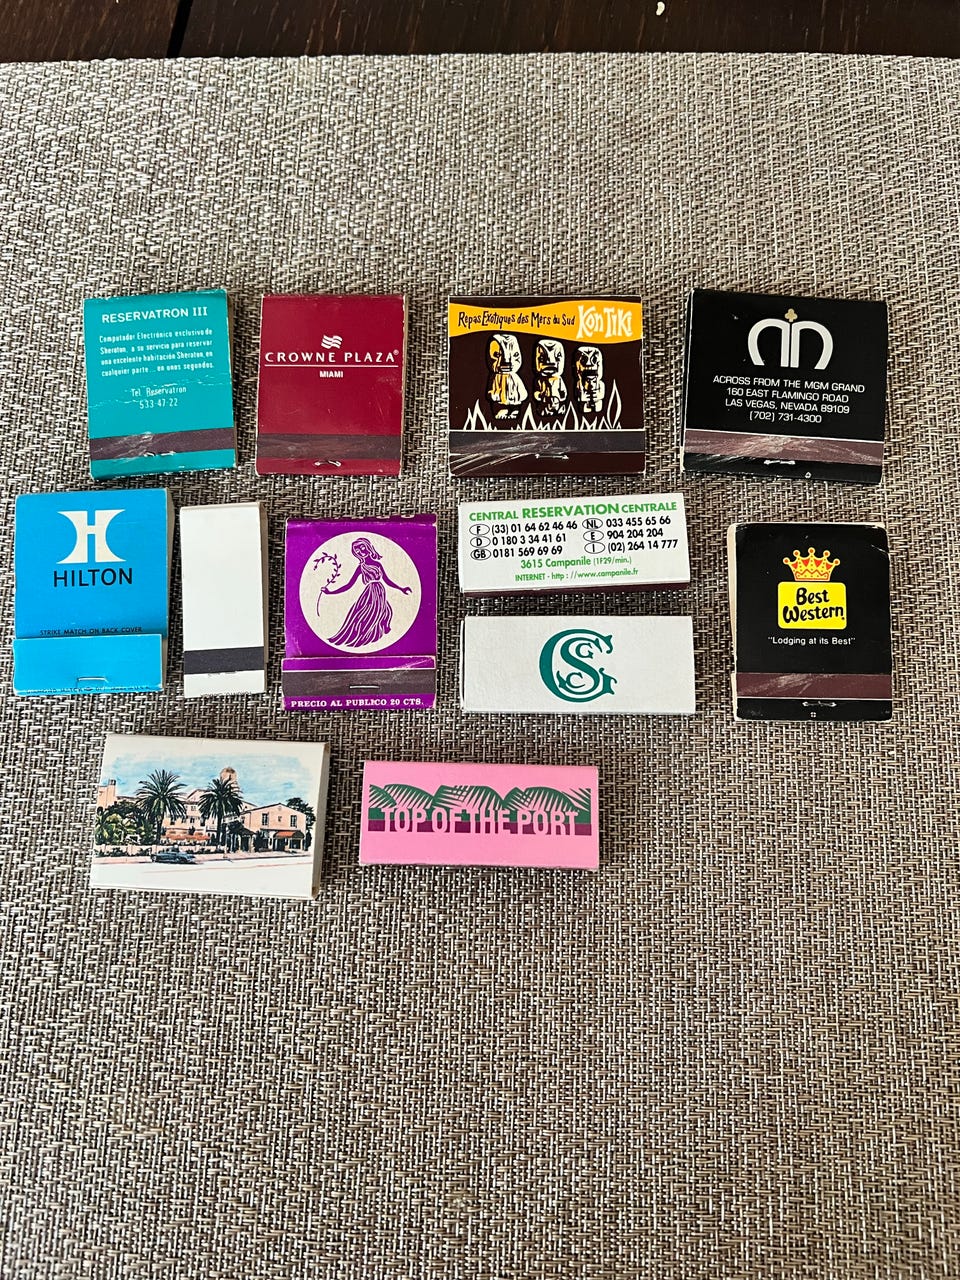 RESERVATRON III
Computador Electrónico exclusivo de
Sheraton, a su servicio para reservar
una excelente habitación Sheraton, en
cualquier parte... en unos segundos.
Tel. Reservatron
533-47-22
CROWNE PLAZA®
MIAMI
Repas Exotiques des Mers du Sud Kon Tiki
ACROSS FROM THE MGM GRAND
160 EAST FLAMINGO ROAD
LAS VEGAS, NEVADA 89109
(702) 731-4300
H
HILTON
STRIKE MATCH ON BACK COVER
PRECIO AL PUBLICO 20 CTS.
CENTRAL RESERVATION CENTRALE
F (33) 01 64 62 46 46 NL 033 455 65 66
D 0 180 3 34 41 61 E 904 204 204
GB 0181 569 69 69 I (02) 264 14 777
3615 Campanile (1F29/min.)
INTERNET - http : //www.campanile.fr
SGCC
Best
Western
"Lodging at its Best"
TOP OF THE PORT